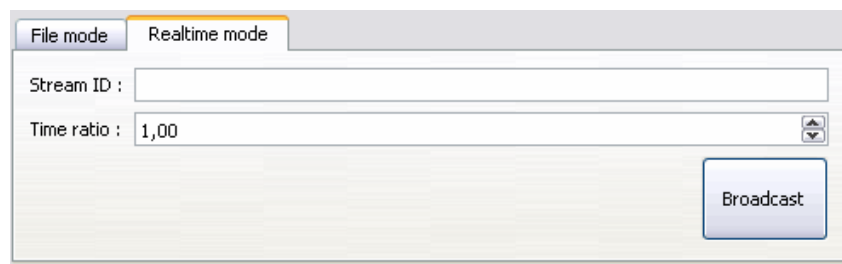 File mode Realtime mode
Stream ID :
Time ratio : 1,00
Broadcast